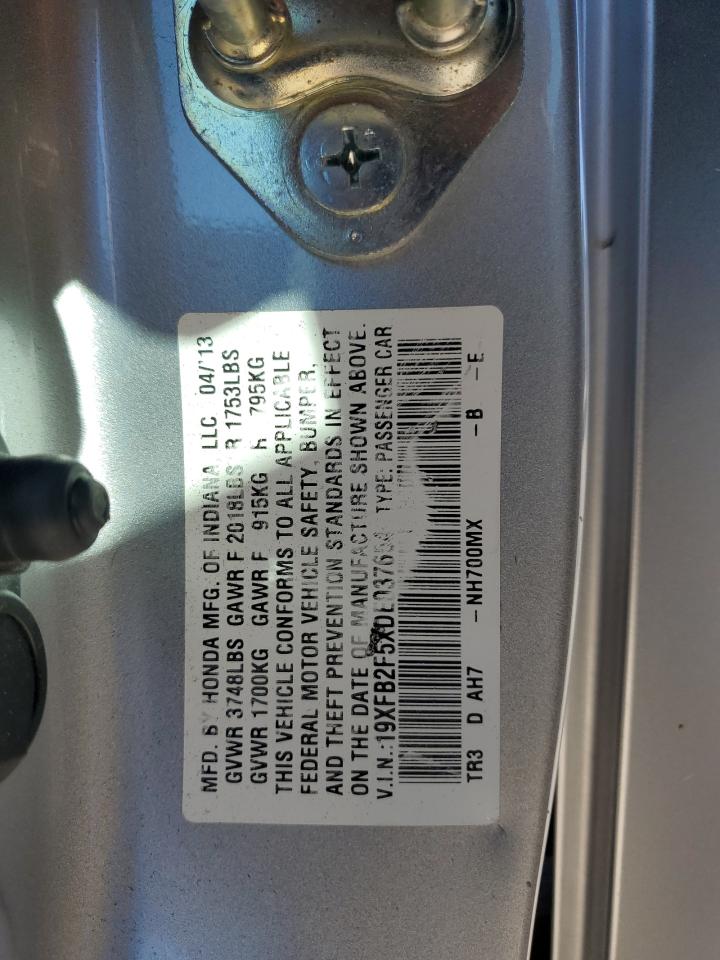 MFD. BY HONDA MFG. OF INDIANA, LLC. 04/'13
GVWR 3748LBS GAWR F 2018LBS R 1753LBS
GVWR 1700KG GAWR F 915KG R 795KG
THIS VEHICLE CONFORMS TO ALL APPLICABLE
FEDERAL MOTOR VEHICLE SAFETY, BUMPER,
AND THEFT PREVENTION STANDARDS IN EFFECT
ON THE DATE OF MANUFACTURE SHOWN ABOVE.
V.I.N.: TYPE: PASSENGER CAR
TR3 D AH7 -NH700MX -B -E